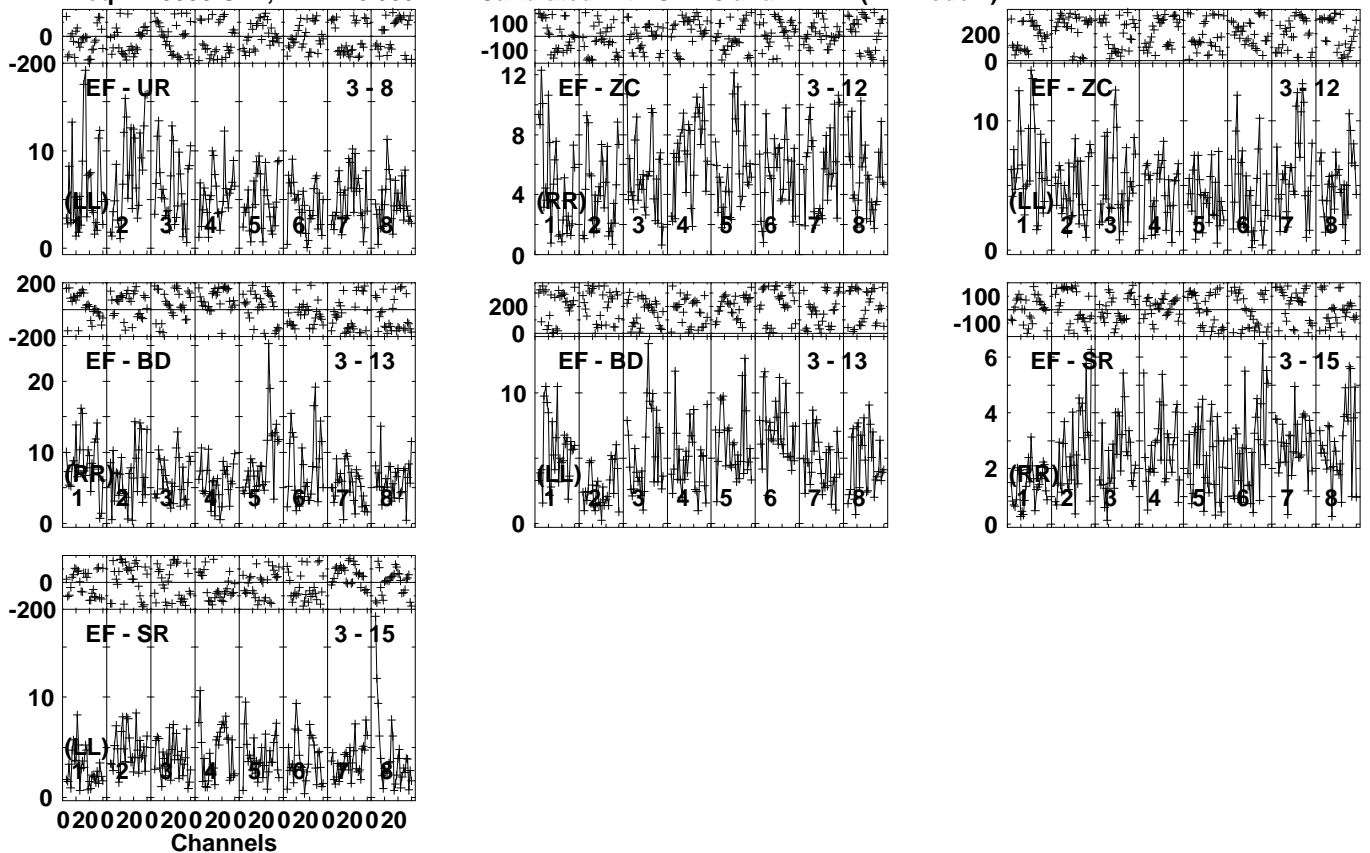 0
-200
EF - UR 3 - 8
10
(LL)
1 2 3 4 5 6 7 8
0
100
-100
12
EF - ZC 3 - 12
8
4
(RR)
1 2 3 4 5 6 7 8
0
200
0
EF - ZC 3 - 12
10
(LL)
1 2 3 4 5 6 7 8
0
200
-200
EF - BD 3 - 13
20
10
(RR)
1 2 3 4 5 6 7 8
0
200
0
EF - BD 3 - 13
10
(LL)
1 2 3 4 5 6 7 8
0
100
-100
6
EF - SR 3 - 15
4
2
(RR)
1 2 3 4 5 6 7 8
0
0
-200
EF - SR 3 - 15
10
(LL)
1 2 3 4 5 6 7 8
0
0 20 0 20 0 20 0 20 0 20 0 20 0 20 0 20
Channels